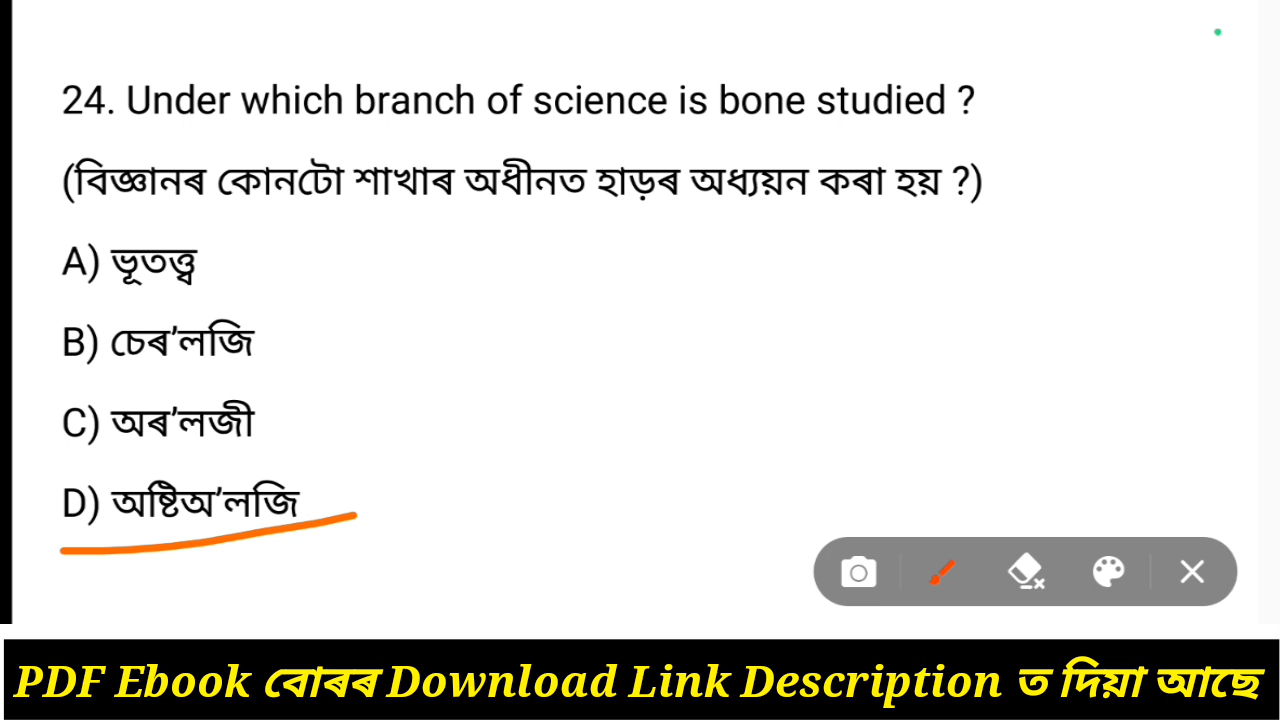 24. Under which branch of science is bone studied ?
(বিজ্ঞানৰ কোনটো শাখাৰ অধীনত হাড়ৰ অধ্যয়ন কৰা হয় ?)
A) ভূতত্ত্ব
B) চেৰ’লজি
C) অৰ’লজী
D) অষ্টিঅ’লজি
PDF Ebook বোৰৰ Download Link Description ত দিয়া আছে